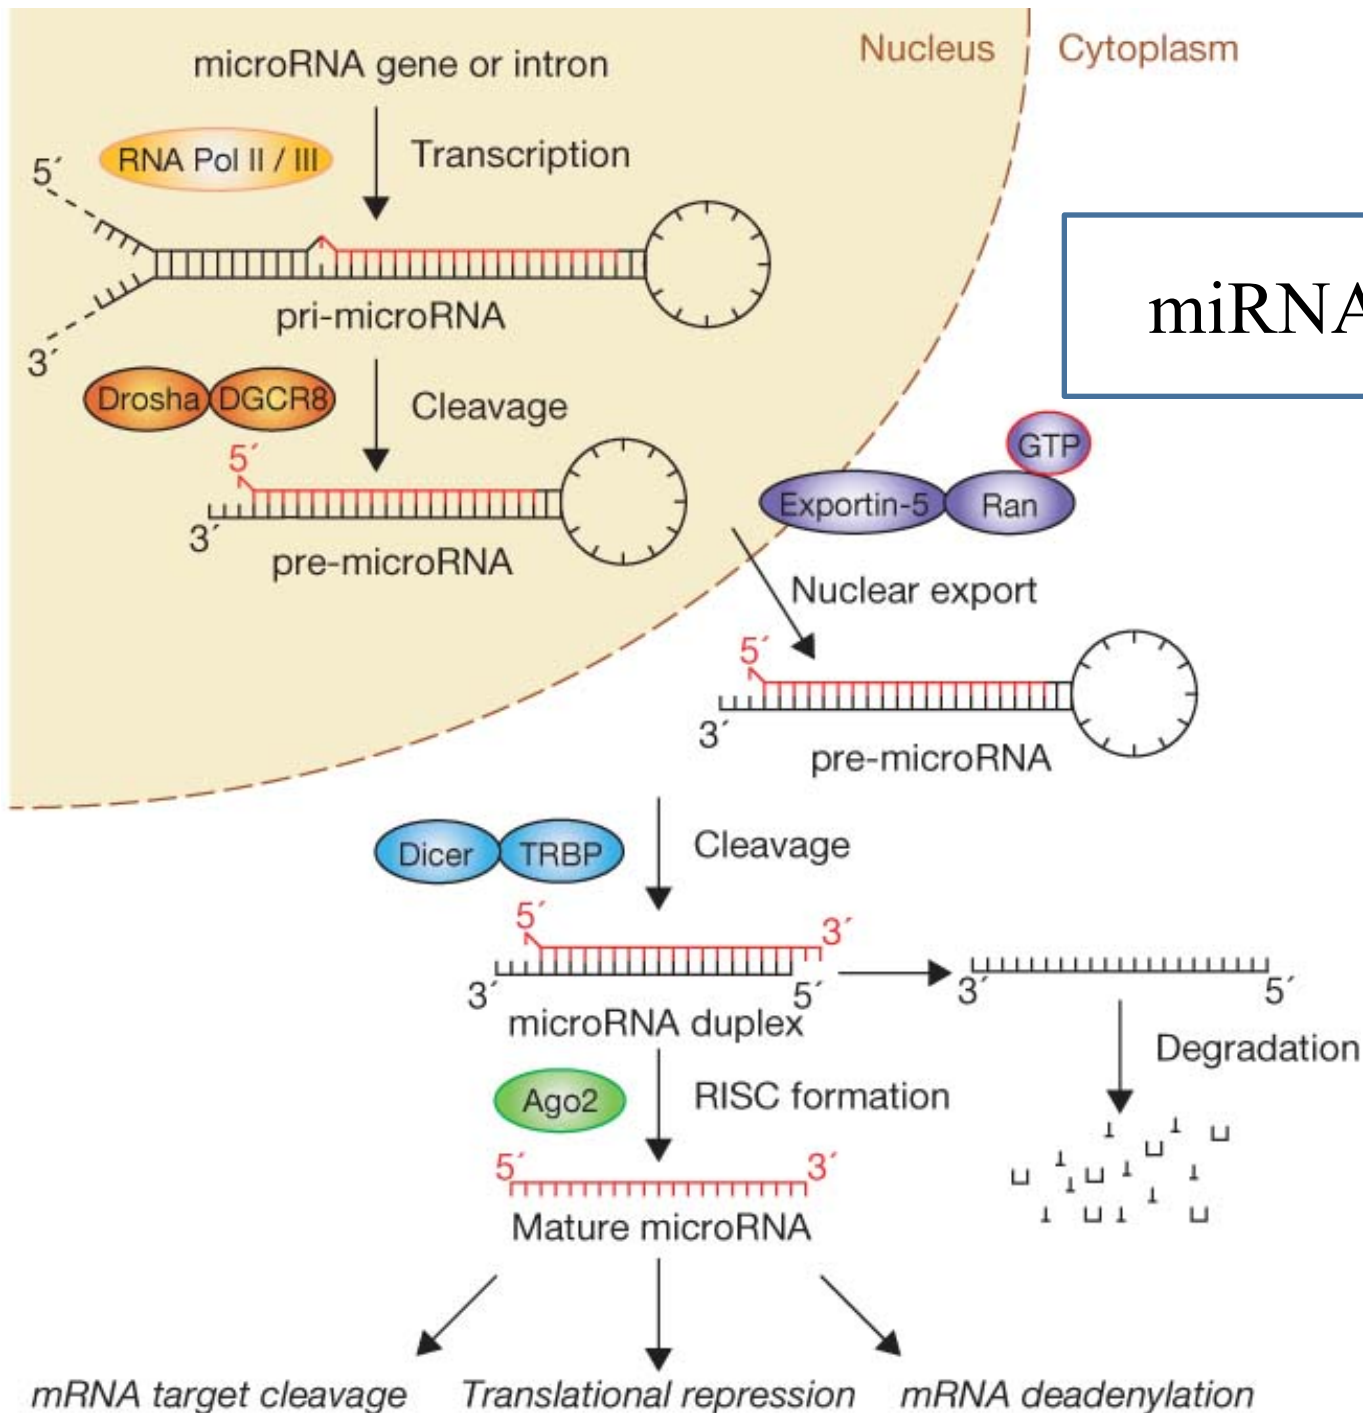 Nucleus
Cytoplasm
microRNA gene or intron
RNA Pol II / III
Transcription
5´
pri-microRNA
3´
miRNA
Drosha
DGCR8
Cleavage
5´
3´
pre-microRNA
GTP
Exportin-5
Ran
Nuclear export
5´
3´
pre-microRNA
Dicer
TRBP
Cleavage
5´
3´
3´
5´
microRNA duplex
3´
5´
Degradation
Ago2
RISC formation
5´
3´
Mature microRNA
mRNA target cleavage
Translational repression
mRNA deadenylation